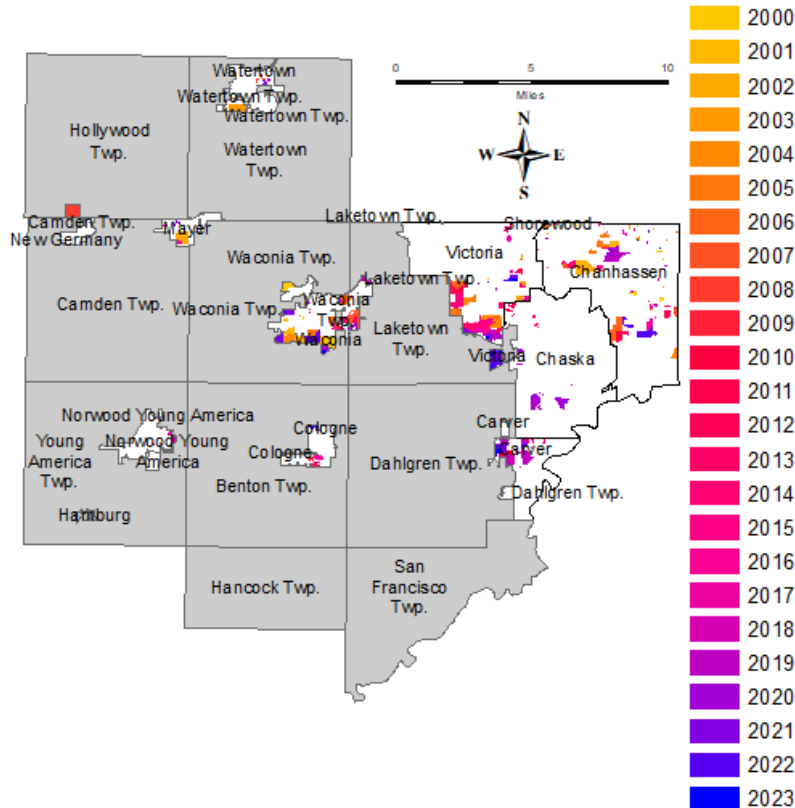 0
5
10
Miles
N
W
E
S
Watertown
Watertown Twp.
Watertown Twp.
Hollywood
Twp.
Watertown
Twp.
Camden Twp.
New Germany
Mayer
Laketown Twp.
Shorewood
Waconia Twp.
Victoria
Chanhassen
Laketown Twp.
Camden Twp.
Waconia Twp.
Waconia
Twp.
Waconia
Laketown
Twp.
Victoria
Chaska
Norwood Young America
Young
America
Twp.
Norwood Young
America
Cologne
Cologne
Benton Twp.
Dahlgren Twp.
Carver
Carver
Dahlgren Twp.
Hamburg
Hancock Twp.
San
Francisco
Twp.
2000
2001
2002
2003
2004
2005
2006
2007
2008
2009
2010
2011
2012
2013
2014
2015
2016
2017
2018
2019
2020
2021
2022
2023